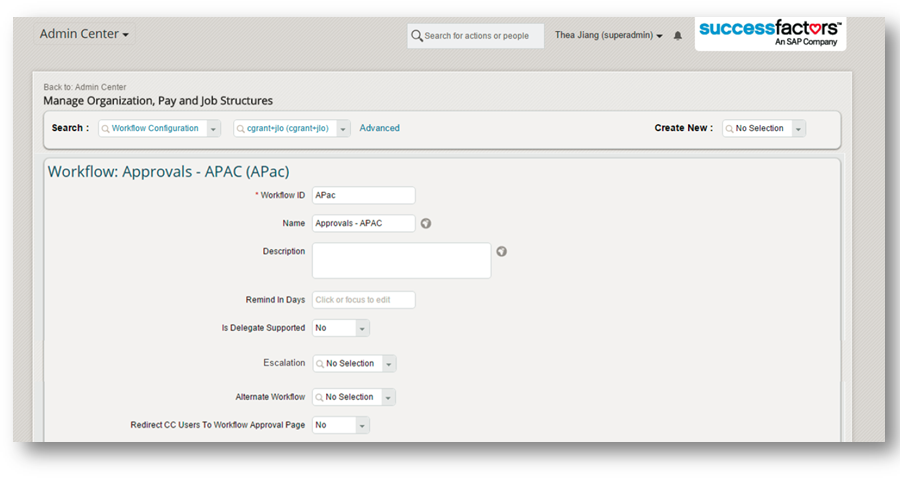 Admin Center
Search for actions or people
Thea Jiang (superadmin)
successfactors™
An SAP Company
Back to: Admin Center
Manage Organization, Pay and Job Structures
Search : Workflow Configuration cgrant+jlo (cgrant+jlo) Advanced Create New : No Selection
Workflow: Approvals - APAC (APac)
* Workflow ID APac
Name Approvals - APAC
Description
Remind In Days Click or focus to edit
Is Delegate Supported No
Escalation No Selection
Alternate Workflow No Selection
Redirect CC Users To Workflow Approval Page No